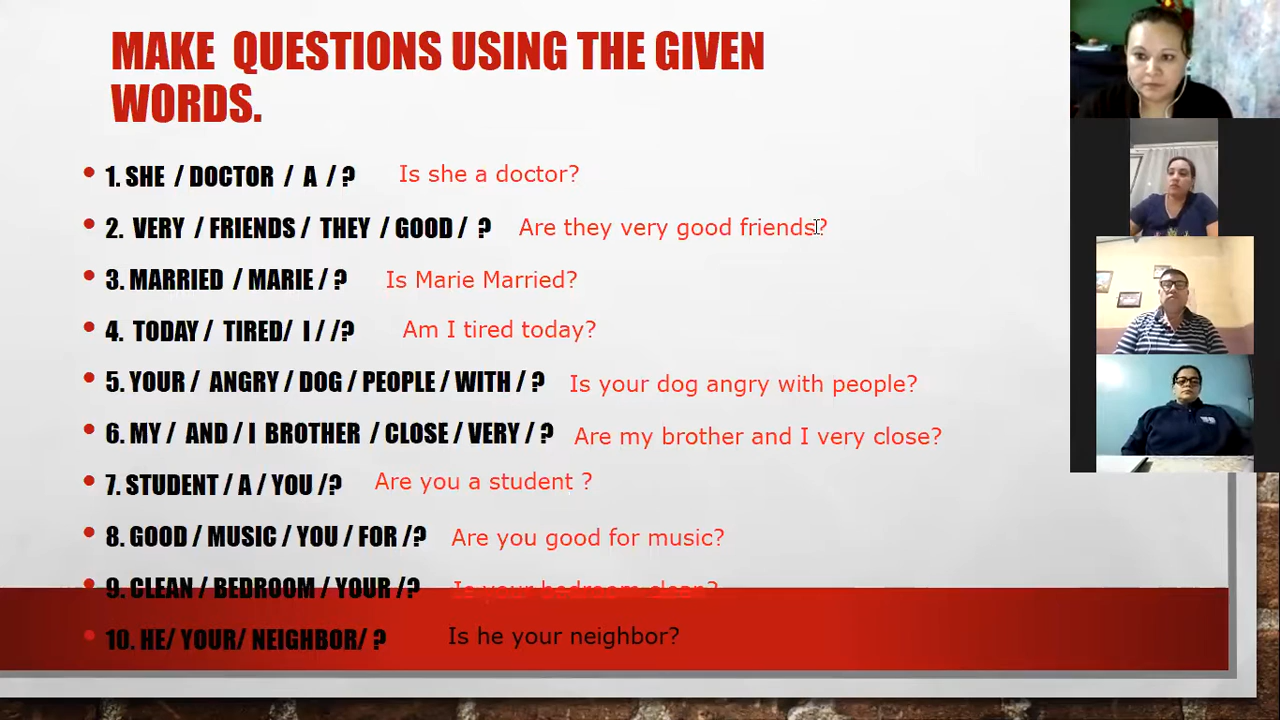 MAKE QUESTIONS USING THE GIVEN
WORDS.
• 1. SHE / DOCTOR / A / ? Is she a doctor?
• 2. VERY / FRIENDS / THEY / GOOD / ? Are they very good friends?
• 3. MARRIED / MARIE / ? Is Marie Married?
• 4. TODAY / TIRED/ I / /? Am I tired today?
• 5. YOUR / ANGRY / DOG / PEOPLE / WITH / ? Is your dog angry with people?
• 6. MY / AND / I BROTHER / CLOSE / VERY / ? Are my brother and I very close?
• 7. STUDENT / A / YOU /? Are you a student ?
• 8. GOOD / MUSIC / YOU / FOR /? Are you good for music?
• 9. CLEAN / BEDROOM / YOUR /? Is your bedroom clean?
• 10. HE/ YOUR/ NEIGHBOR/ ? Is he your neighbor?